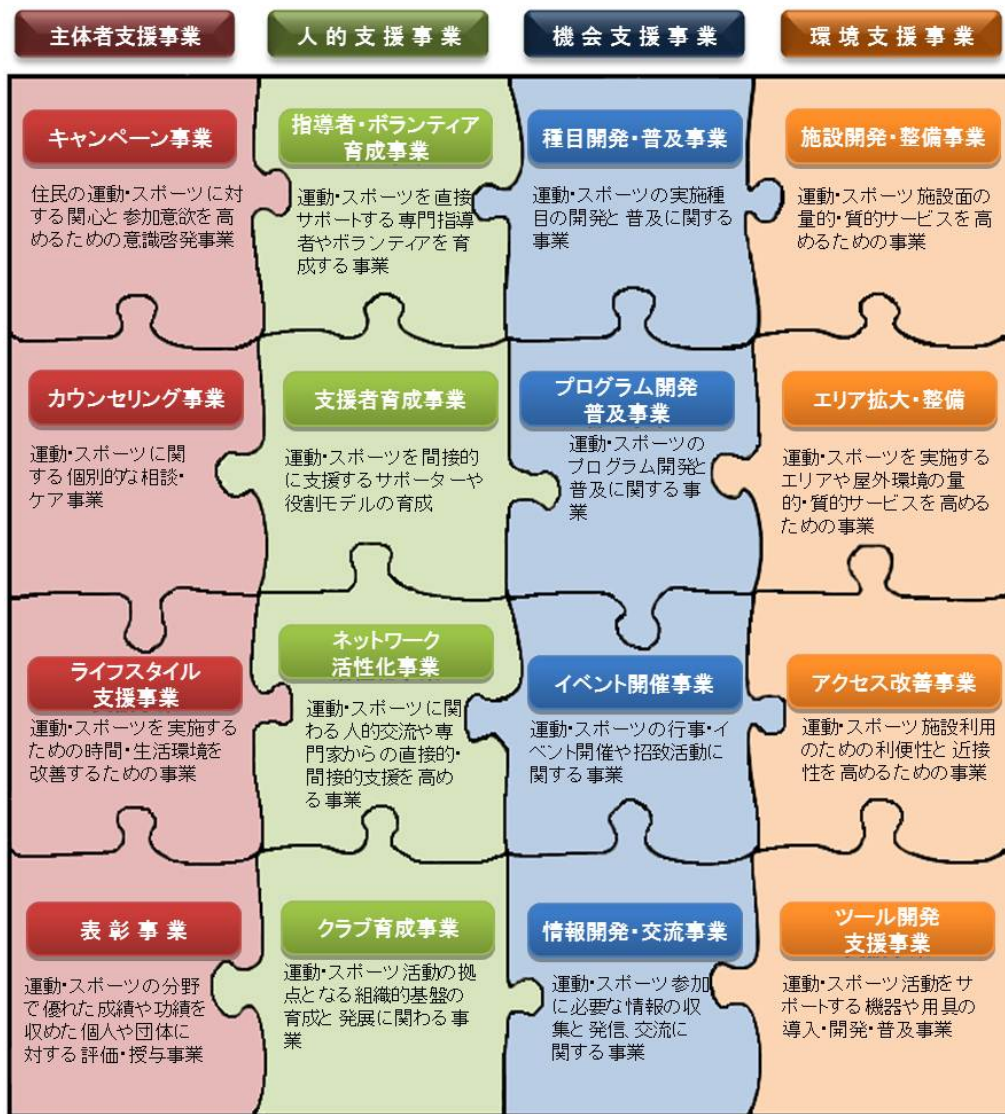 主体者支援事業
人的支援事業
機会支援事業
環境支援事業
キャンペーン事業
住民の運動・スポーツに対
する関心と参加意欲を高
めるための意識啓発事業
指導者・ボランティア
育成事業
運動・スポーツを直接
サポートする専門指導
者やボランティアを育
成する事業
種目開発・普及事業
運動・スポーツの実施種
目の開発と普及に関する
事業
施設開発・整備事業
運動・スポーツ施設面の
量的・質的サービスを高
めるための事業
カウンセリング事業
運動・スポーツに関
する個別的な相談・
ケア事業
支援者育成事業
運動・スポーツを間接的
に支援するサポーターや
役割モデルの育成
プログラム開発
普及事業
運動・スポーツの
プログラム開発と
普及に関する事
業
エリア拡大・整備
運動・スポーツを実施する
エリアや屋外環境の量
的・質的サービスを高める
ための事業
ライフスタイル
支援事業
運動・スポーツを実施する
ための時間・生活環境を
改善するための事業
ネットワーク
活性化事業
運動・スポーツに関
わる人的交流や専
門家からの直接的・
間接的支援を高め
る事業
イベント開催事業
運動・スポーツの行事・イ
ベント開催や招致活動に
関する事業
アクセス改善事業
運動・スポーツ施設利用
のための利便性と近接
性を高めるための事業
表彰事業
運動・スポーツの分野
で優れた成績や功績を
収めた個人や団体に
対する評価・授与事業
クラブ育成事業
運動・スポーツ活動の拠
点となる組織的基盤の
育成と発展に関わる事
業
情報開発・交流事業
運動・スポーツ参加
に必要な情報の収
集と発信、交流に
関する事業
ツール開発
支援事業
運動・スポーツ活動をサ
ポートする機器や用具の
導入・開発・普及事業